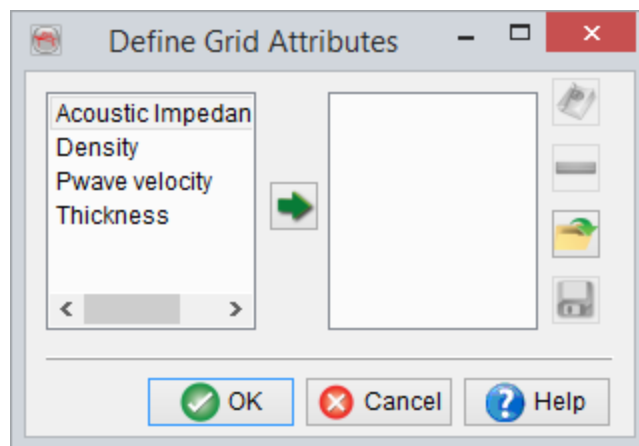 Define Grid Attributes
Acoustic Impedan
Density
Pwave velocity
Thickness
OK
Cancel
Help